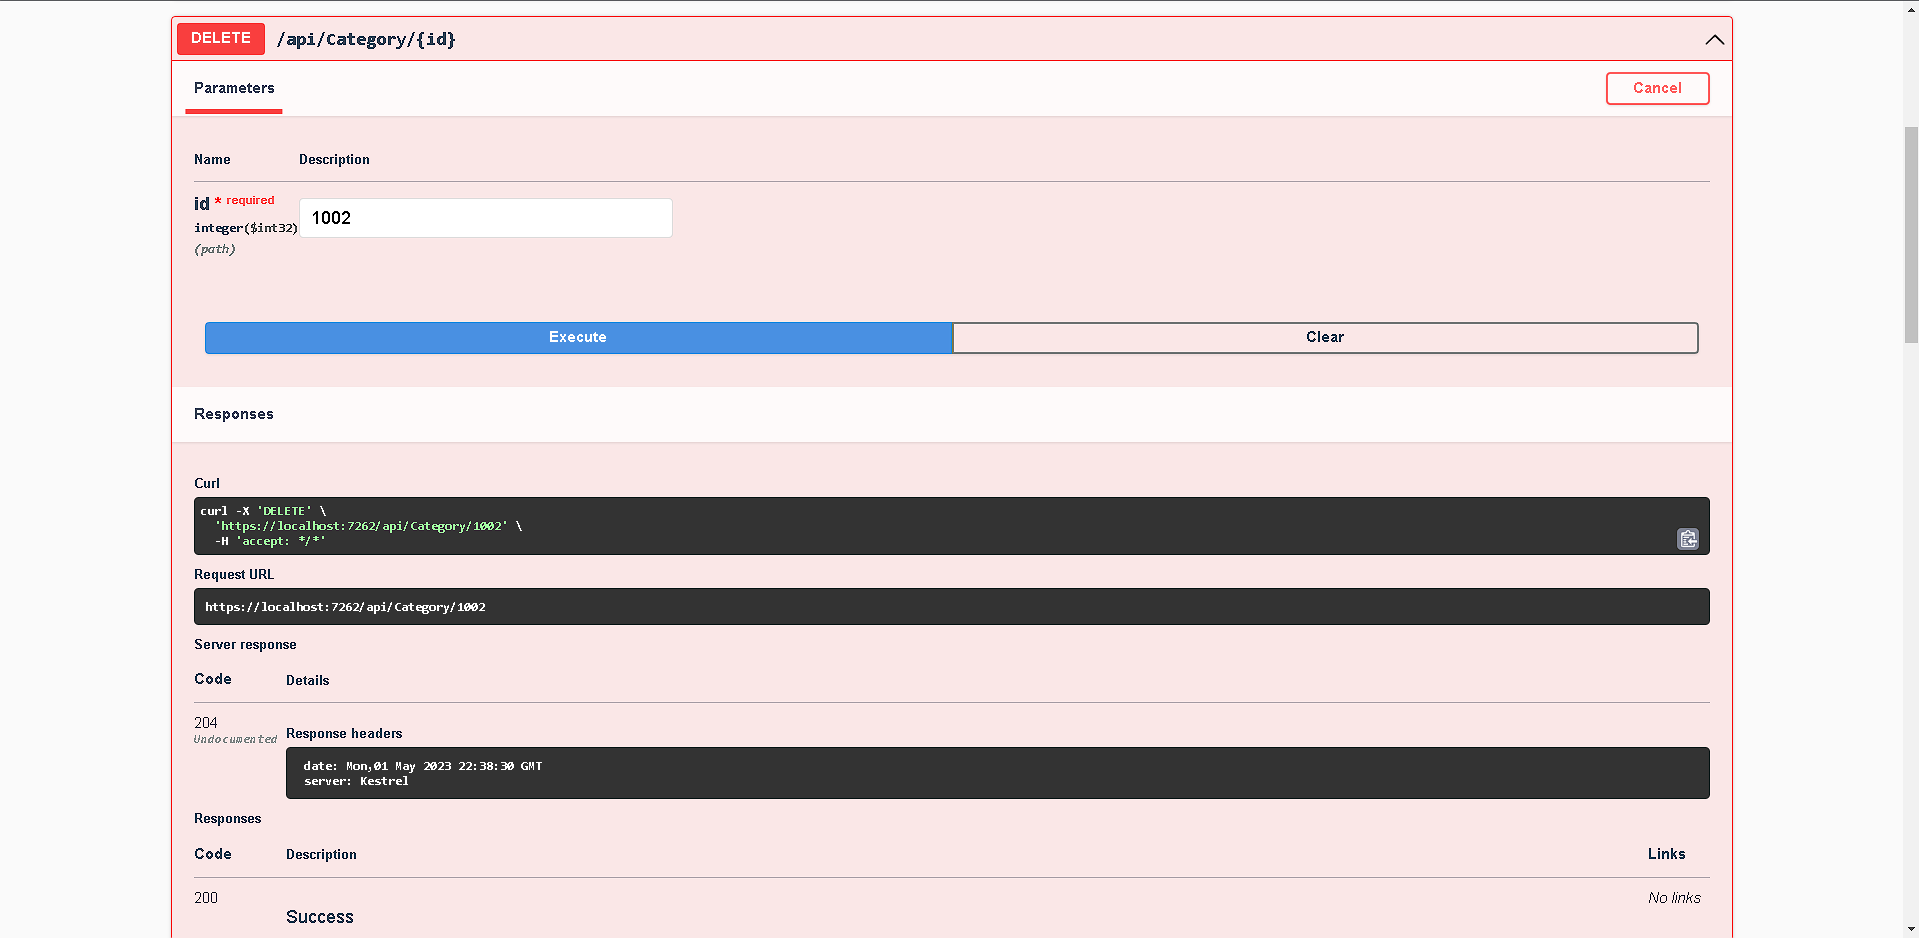 DELETE /api/Category/{id}
Parameters Cancel
Name Description
id * required
integer($int32)
(path)
1002
Execute Clear
Responses
Curl
curl -X 'DELETE' \
'https://localhost:7262/api/Category/1002' \
-H 'accept: */*'
Request URL
https://localhost:7262/api/Category/1002
Server response
Code Details
204
Undocumented
Response headers
date: Mon,01 May 2023 22:38:30 GMT
server: Kestrel
Responses
Code Description Links
200 No links
Success